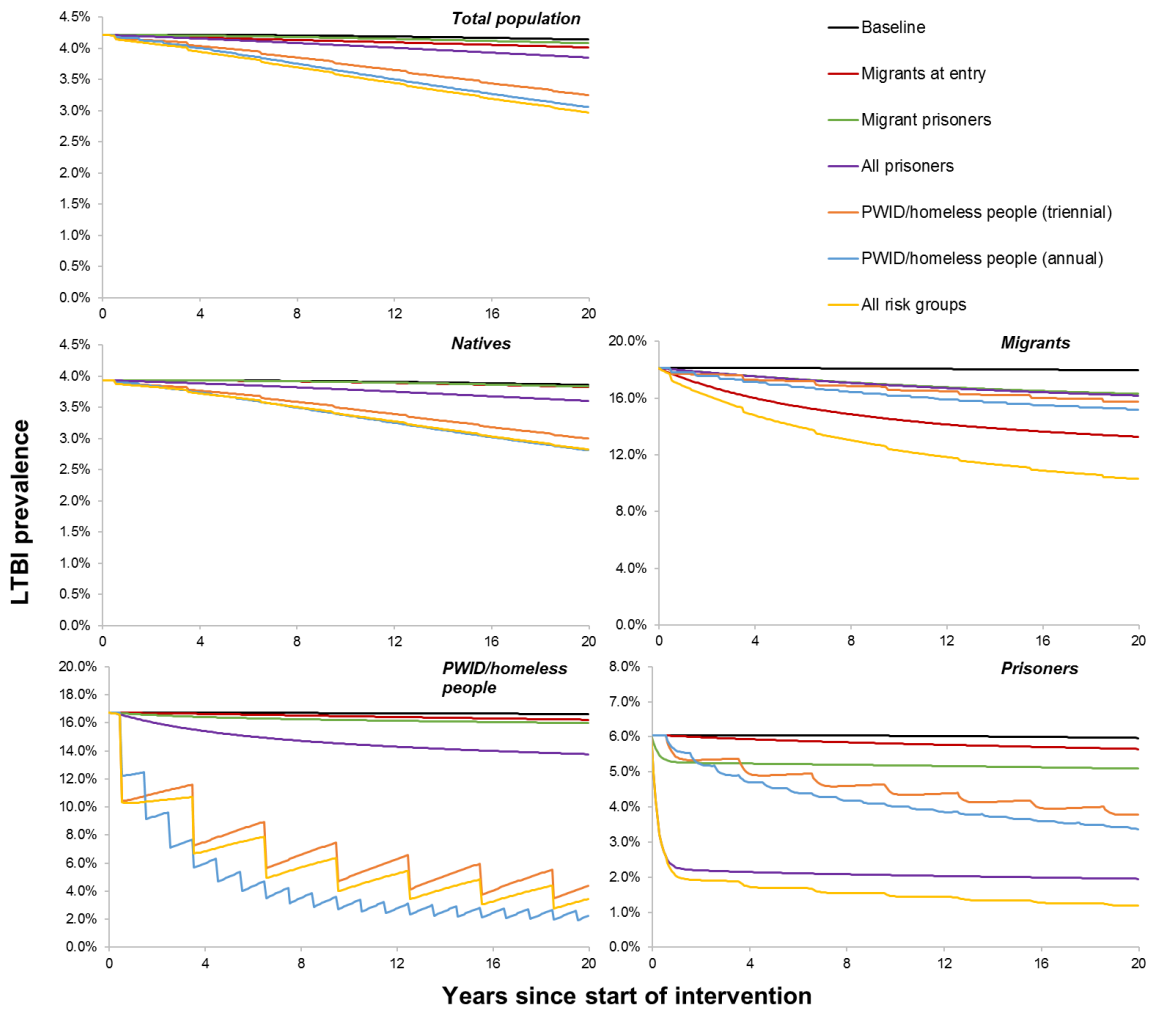 Total population
4.5%
4.0%
3.5%
3.0%
2.5%
2.0%
1.5%
1.0%
0.5%
0.0%
0 4 8 12 16 20
Baseline
Migrants at entry
Migrant prisoners
All prisoners
PWID/homeless people (triennial)
PWID/homeless people (annual)
All risk groups
LTBI prevalence
Natives
4.5%
4.0%
3.5%
3.0%
2.5%
2.0%
1.5%
1.0%
0.5%
0.0%
0 4 8 12 16 20
Migrants
20.0%
16.0%
12.0%
8.0%
4.0%
0.0%
0 4 8 12 16 20
PWID/homeless
people
20.0%
18.0%
16.0%
14.0%
12.0%
10.0%
8.0%
6.0%
4.0%
2.0%
0.0%
0 4 8 12 16 20
Prisoners
8.0%
7.0%
6.0%
5.0%
4.0%
3.0%
2.0%
1.0%
0.0%
0 4 8 12 16 20
Years since start of intervention